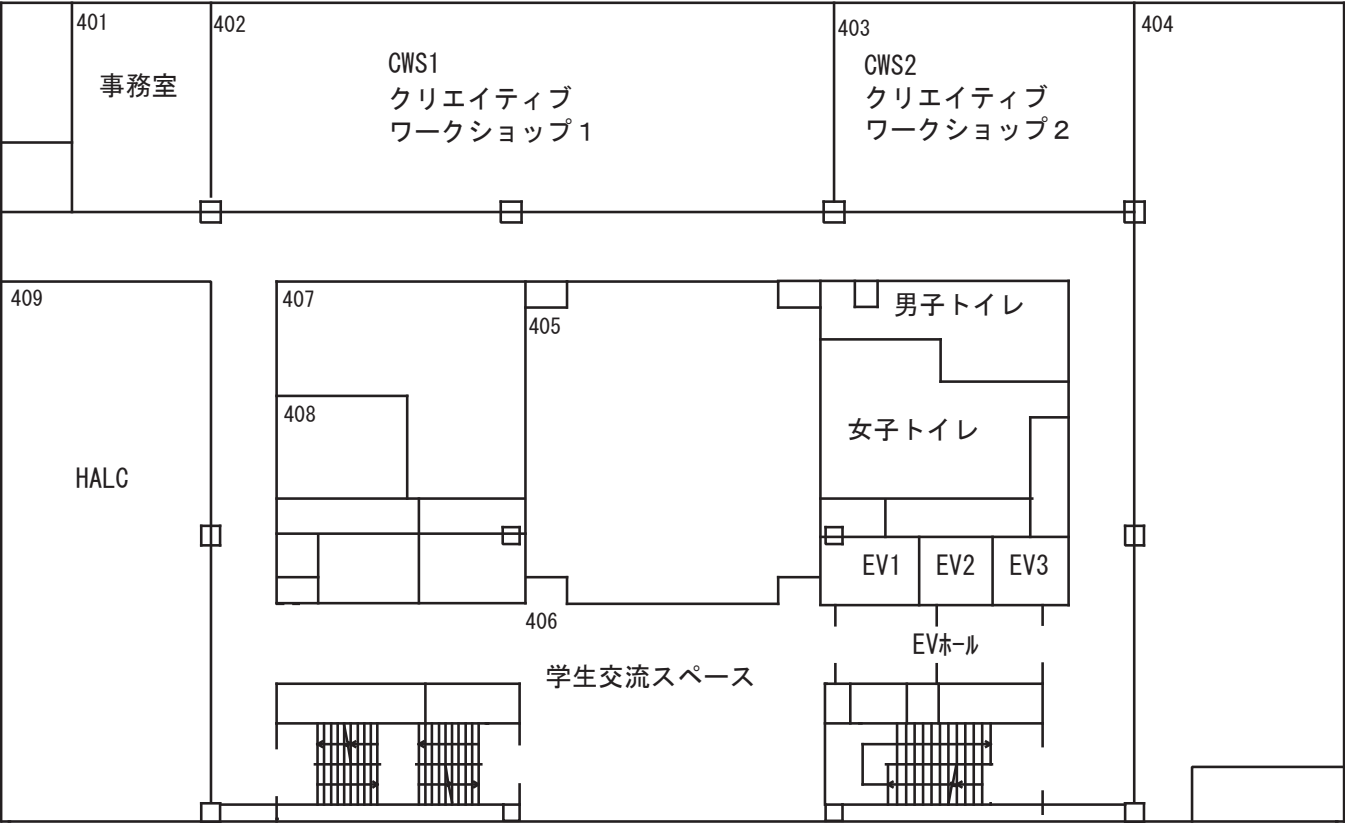 401
事務室
402
CWS1
クリエイティブ
ワークショップ１
403
CWS2
クリエイティブ
ワークショップ２
404
409
HALC
407
408
405
男子トイレ
女子トイレ
EV1
EV2
EV3
406
学生交流スペース
EVﾎｰﾙ